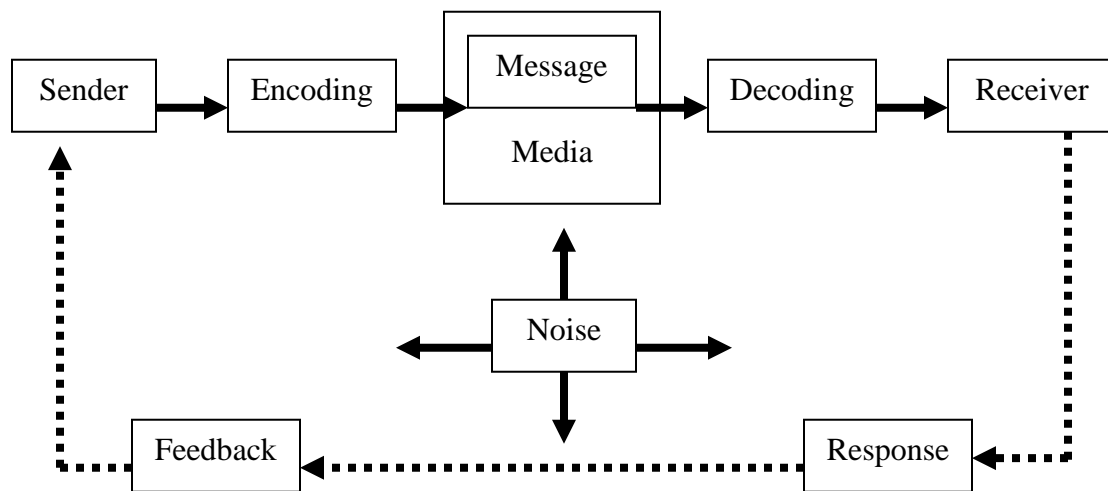 Sender
Encoding
Message
Media
Decoding
Receiver
Noise
Feedback
Response